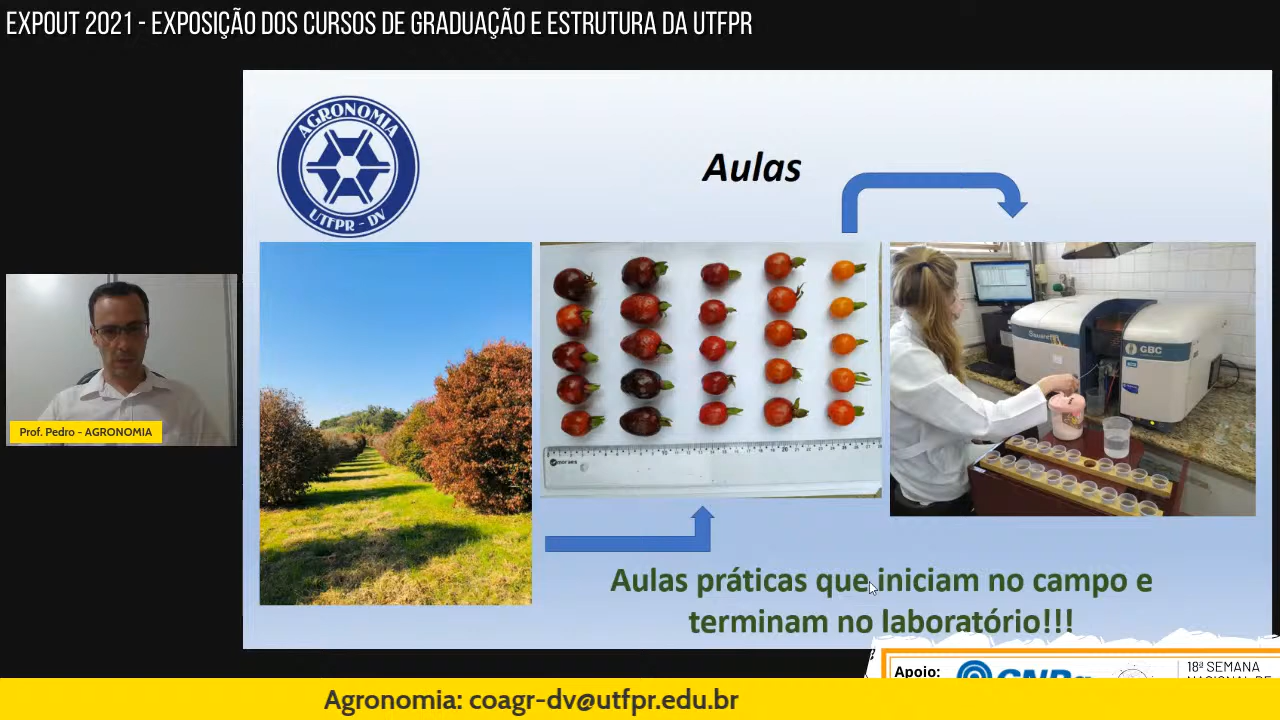 EXPOUT 2021 - EXPOSIÇÃO DOS CURSOS DE GRADUAÇÃO E ESTRUTURA DA UTFPR
AGRONOMIA
UTFPR - DV
Aulas
GBC
Prof. Pedro - AGRONOMIA
Aulas práticas que iniciam no campo e
terminam no laboratório!!!
Apoio:
18ª SEMANA
Agronomia: coagr-dv@utfpr.edu.br